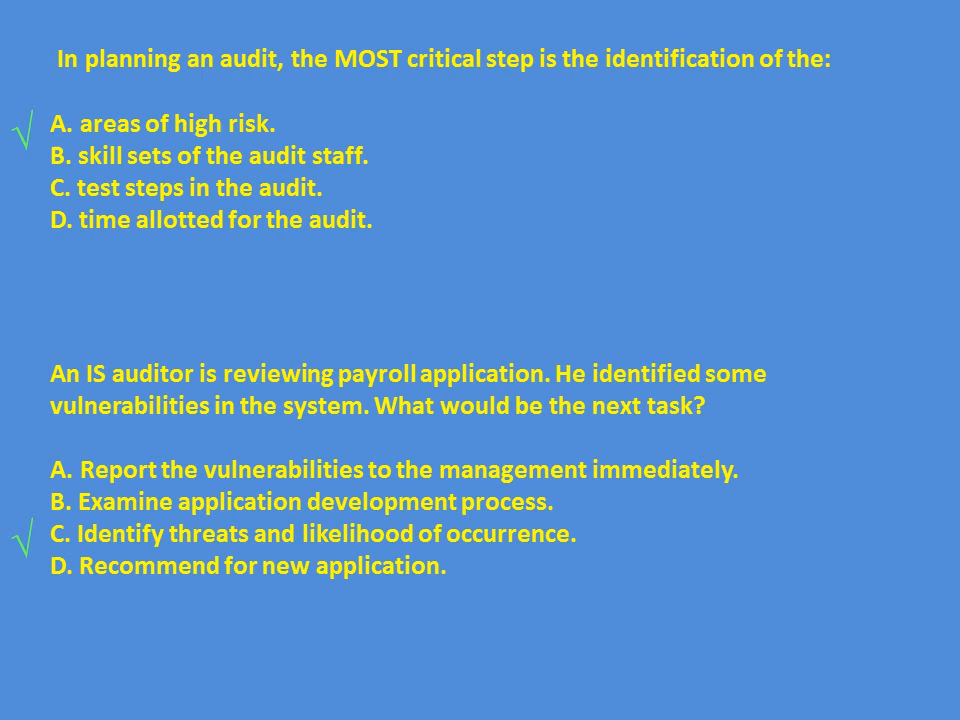 In planning an audit, the MOST critical step is the identification of the:
√ A. areas of high risk.
B. skill sets of the audit staff.
C. test steps in the audit.
D. time allotted for the audit.
An IS auditor is reviewing payroll application. He identified some
vulnerabilities in the system. What would be the next task?
A. Report the vulnerabilities to the management immediately.
B. Examine application development process.
√ C. Identify threats and likelihood of occurrence.
D. Recommend for new application.